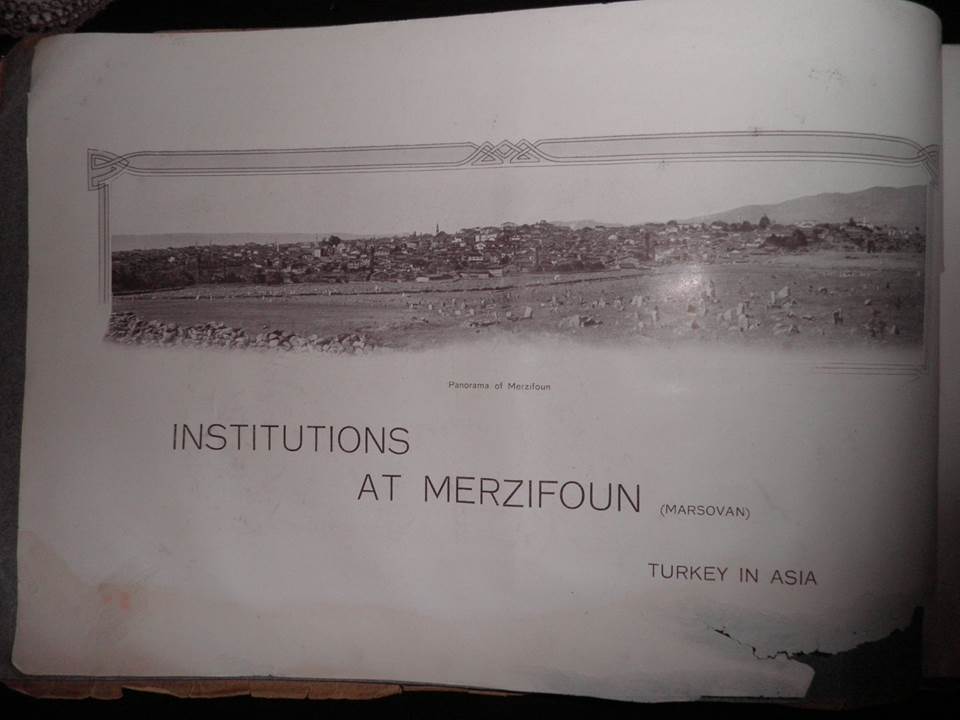 Panorama of Merzifoun
INSTITUTIONS
AT MERZIFOUN (MARSOVAN)
TURKEY IN ASIA